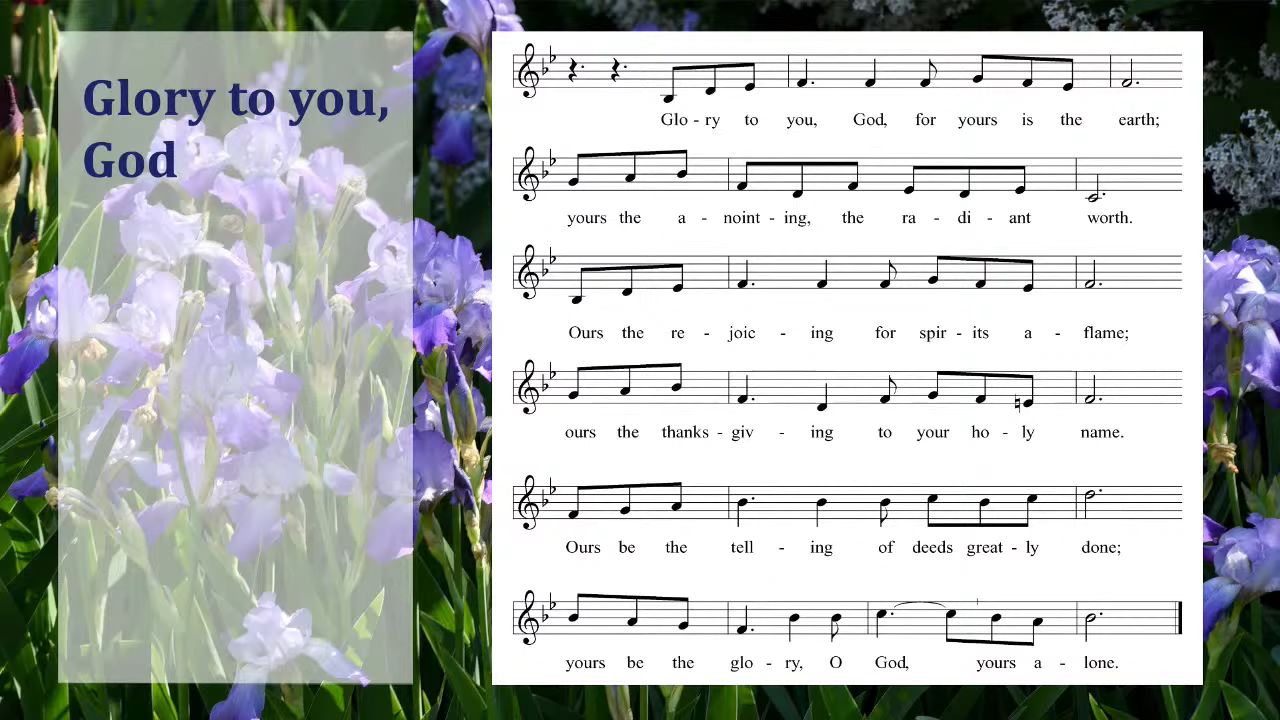 Glory to you,
God
Glo - ry to you, God, for yours is the earth;
yours the a - noint - ing, the ra - di - ant worth.
Ours the re - joic - ing for spir - its a - flame;
ours the thanks - giv - ing to your ho - ly name.
Ours be the tell - ing of deeds great - ly done;
yours be the glo - ry, O God, yours a - lone.